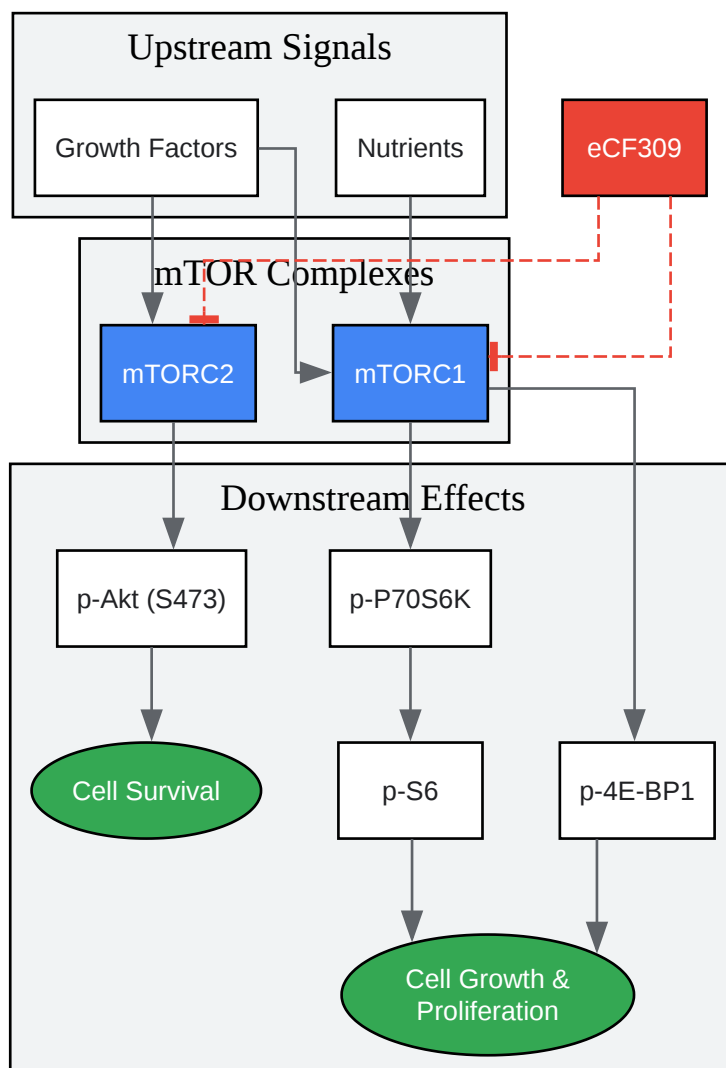 Upstream Signals
Growth Factors
Nutrients
eCF309
mTOR Complexes
mTORC2
mTORC1
Downstream Effects
p-Akt (S473)
p-P70S6K
Cell Survival
p-S6
p-4E-BP1
Cell Growth &
Proliferation